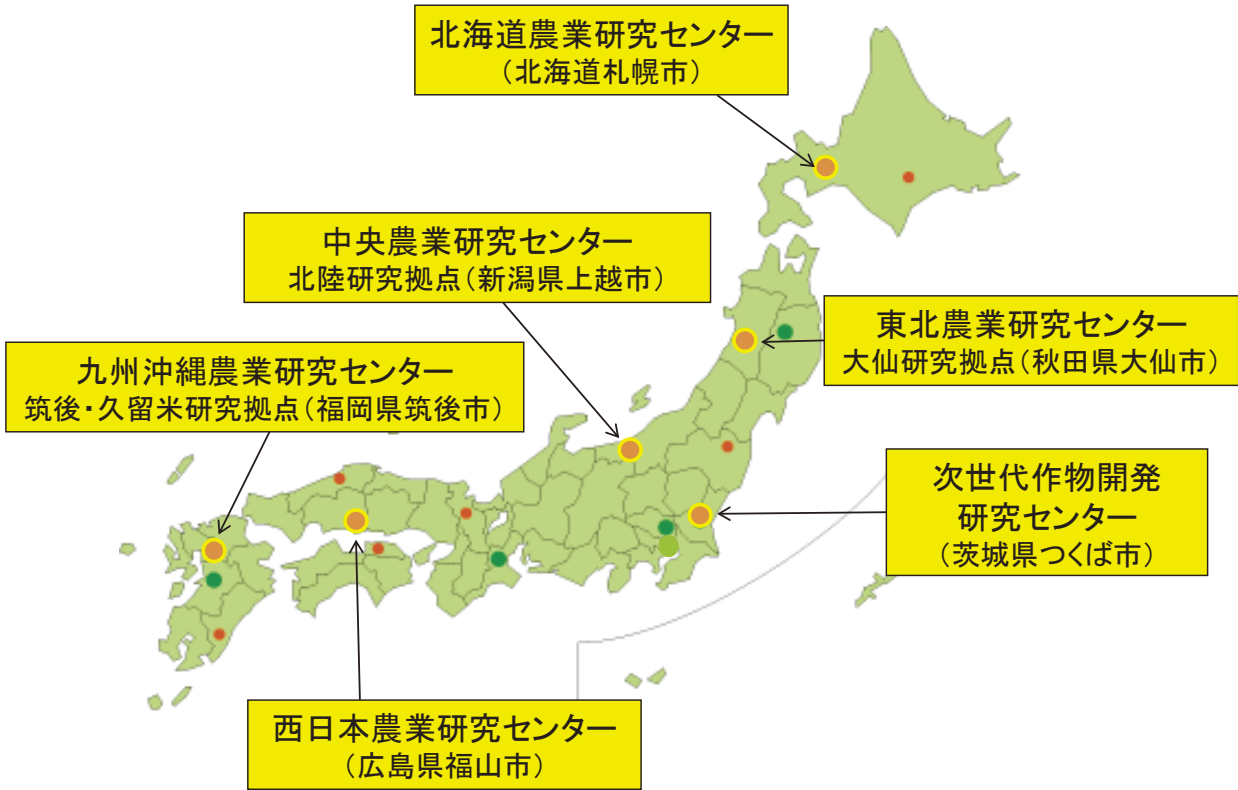 北海道農業研究センター
（北海道札幌市）
中央農業研究センター
北陸研究拠点（新潟県上越市）
東北農業研究センター
大仙研究拠点（秋田県大仙市）
九州沖縄農業研究センター
筑後・久留米研究拠点（福岡県筑後市）
次世代作物開発
研究センター
（茨城県つくば市）
西日本農業研究センター
（広島県福山市）